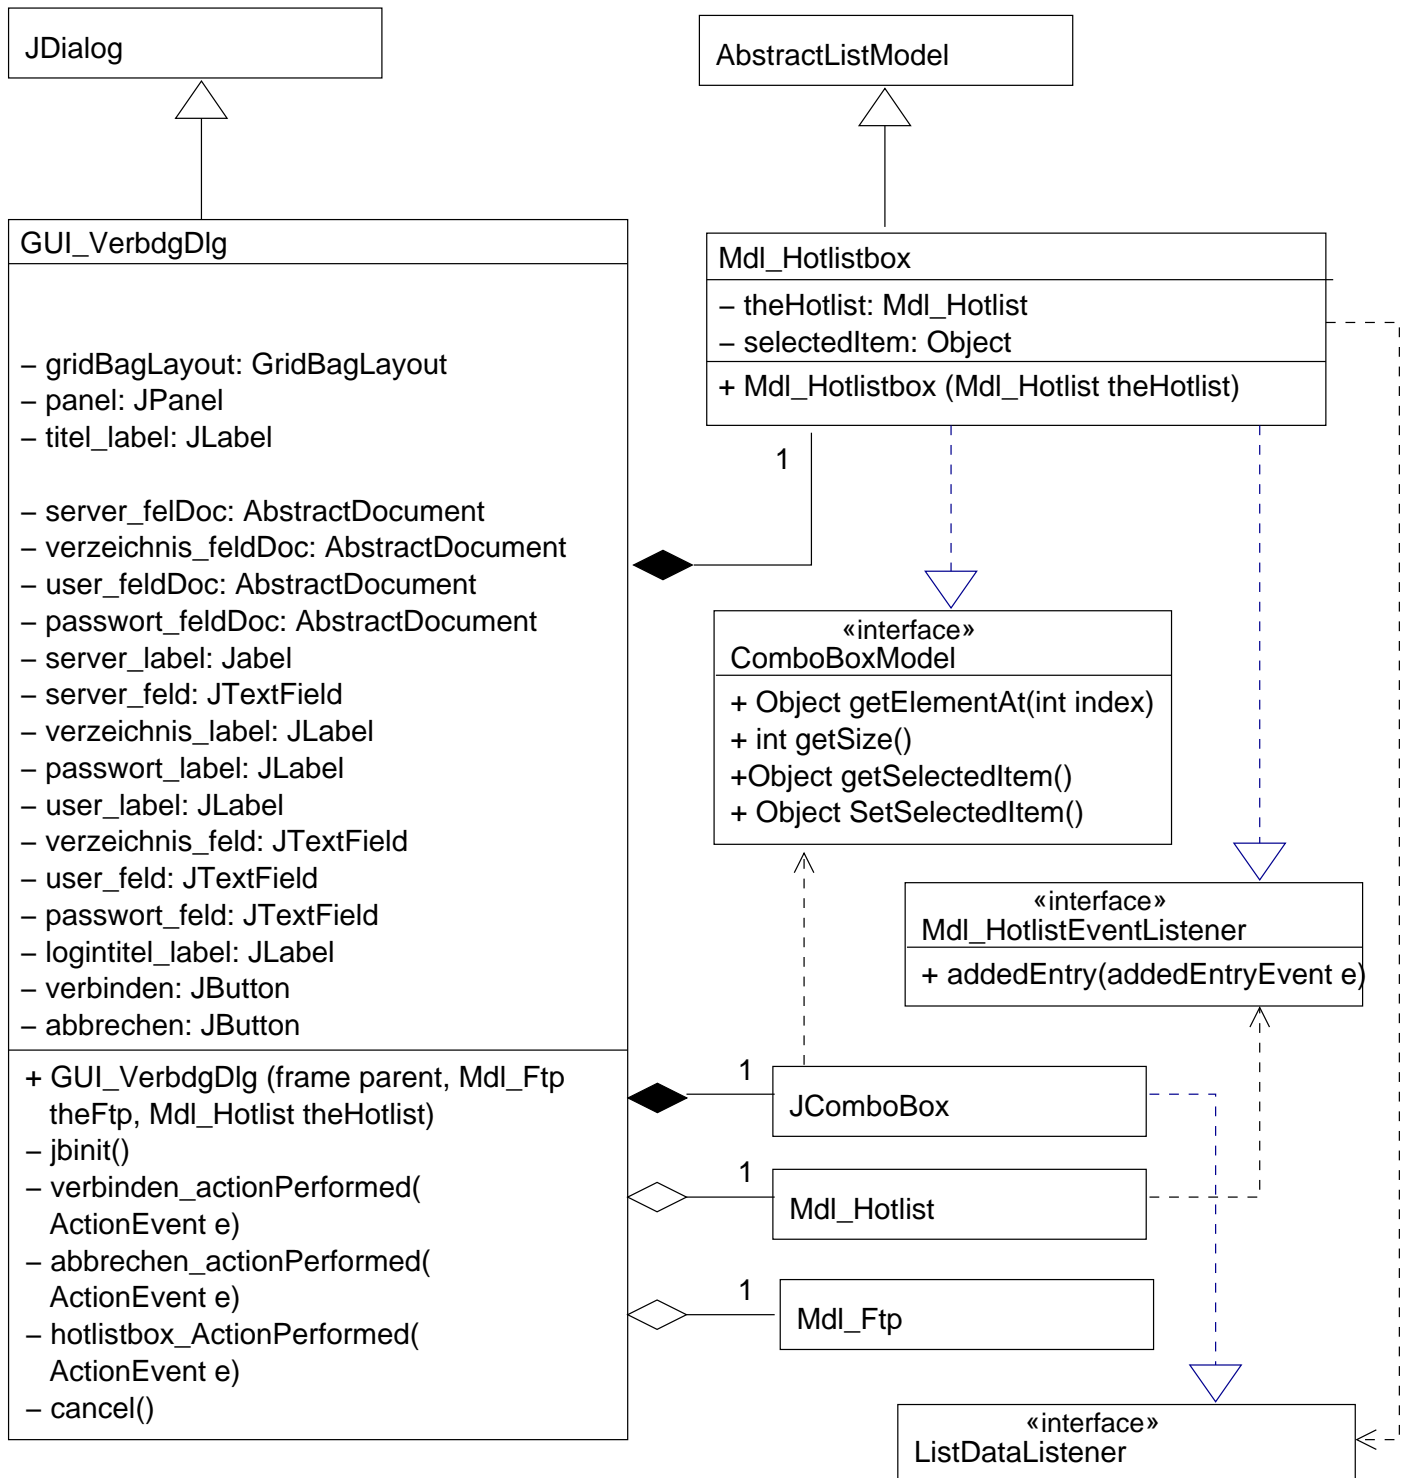 JDialog
AbstractListModel
GUI_VerbdgDlg
– gridBagLayout: GridBagLayout
– panel: JPanel
– titel_label: JLabel
– server_felDoc: AbstractDocument
– verzeichnis_feldDoc: AbstractDocument
– user_feldDoc: AbstractDocument
– passwort_feldDoc: AbstractDocument
– server_label: Jabel
– server_feld: JTextField
– verzeichnis_label: JLabel
– passwort_label: JLabel
– user_label: JLabel
– verzeichnis_feld: JTextField
– user_feld: JTextField
– passwort_feld: JTextField
– logintitel_label: JLabel
– verbinden: JButton
– abbrechen: JButton
+ GUI_VerbdgDlg (frame parent, Mdl_Ftp
theFtp, Mdl_Hotlist theHotlist)
– jbinit()
– verbinden_actionPerformed(
ActionEvent e)
– abbrechen_actionPerformed(
ActionEvent e)
– hotlistbox_ActionPerformed(
ActionEvent e)
– cancel()
Mdl_Hotlistbox
– theHotlist: Mdl_Hotlist
– selectedItem: Object
+ Mdl_Hotlistbox (Mdl_Hotlist theHotlist)
1
«interface»
ComboBoxModel
+ Object getElementAt(int index)
+ int getSize()
+Object getSelectedItem()
+ Object SetSelectedItem()
«interface»
Mdl_HotlistEventListener
+ addedEntry(addedEntryEvent e)
1
JComboBox
1
Mdl_Hotlist
1
Mdl_Ftp
«interface»
ListDataListener